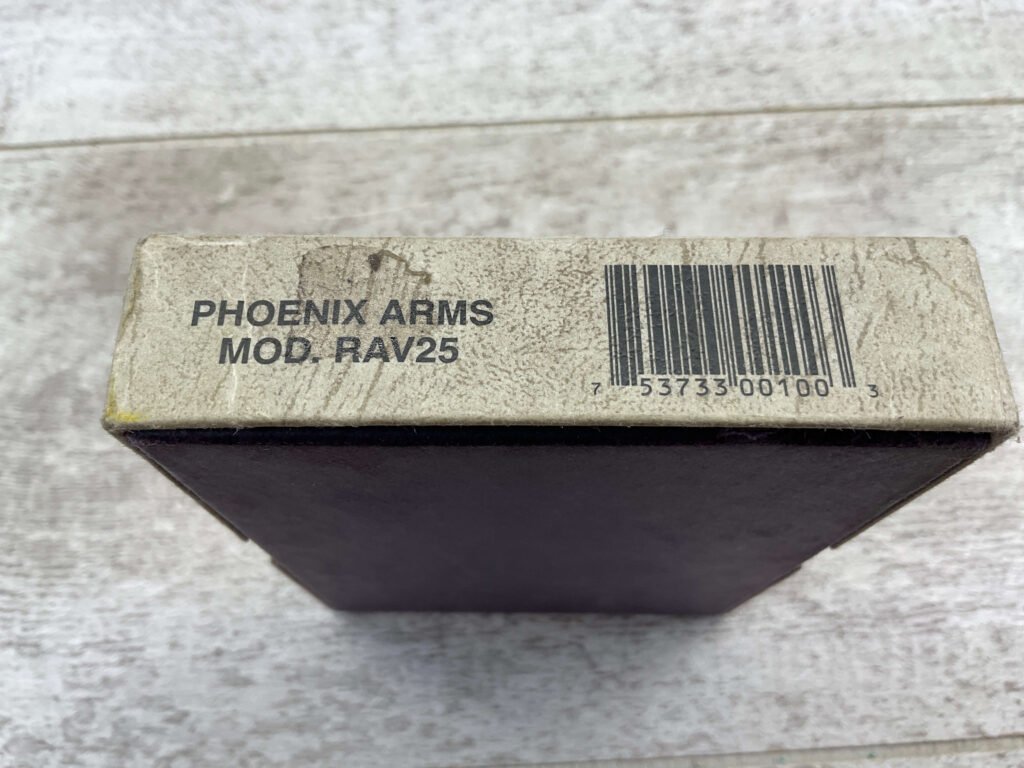 PHOENIX ARMS
MOD. RAV25
7 53733 00100 3